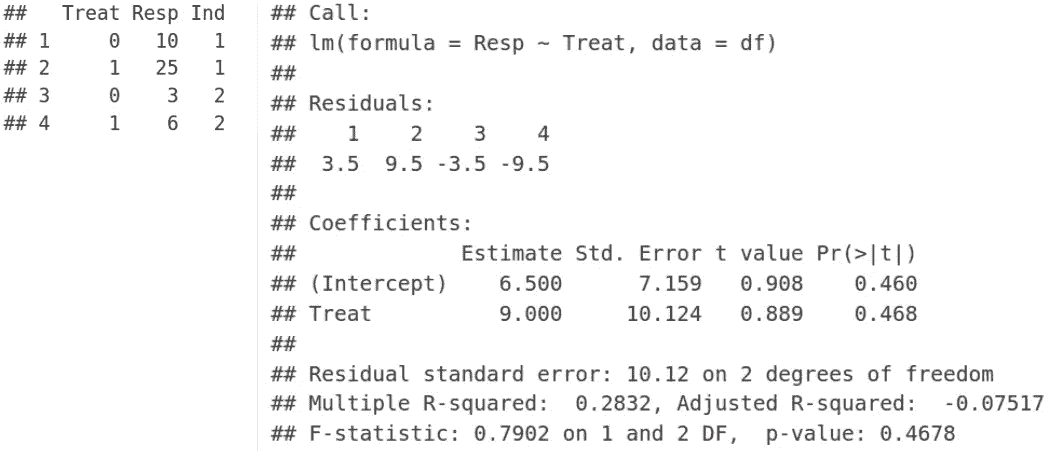 ##   Treat Resp Ind
## 1     0   10   1
## 2     1   25   1
## 3     0    3   2
## 4     1    6   2
## Call:
## lm(formula = Resp ~ Treat, data = df)
##
## Residuals:
##    1    2    3    4
##  3.5  9.5 -3.5 -9.5
##
## Coefficients:
##             Estimate Std. Error t value Pr(>|t|)
## (Intercept)    6.500      7.159   0.908    0.460
## Treat          9.000     10.124   0.889    0.468
##
## Residual standard error: 10.12 on 2 degrees of freedom
## Multiple R-squared:  0.2832, Adjusted R-squared:  -0.07517
## F-statistic: 0.7902 on 1 and 2 DF,  p-value: 0.4678